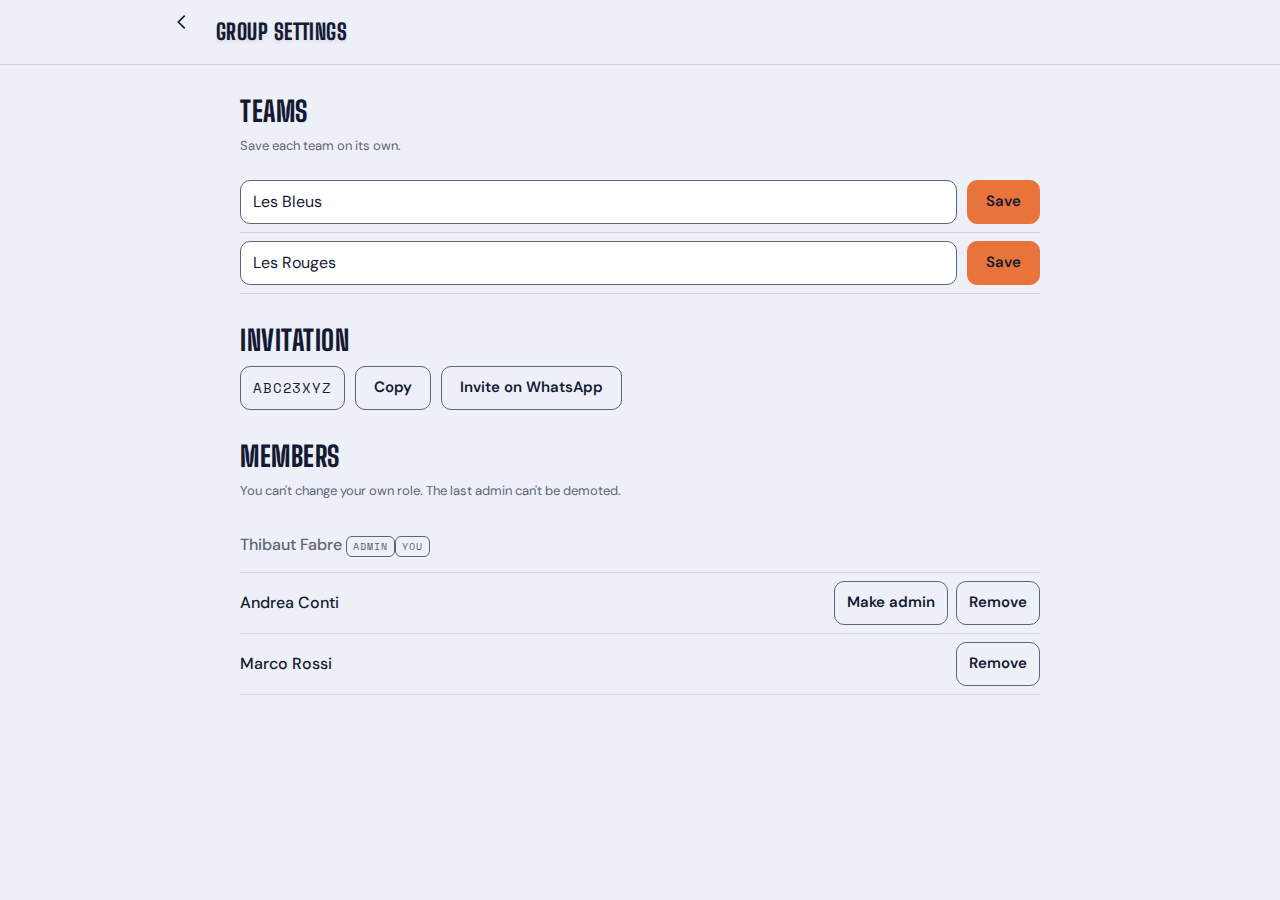 GROUP SETTINGS
TEAMS
Save each team on its own.
Les Bleus Save
Les Rouges Save
INVITATION
ABC23XYZ Copy Invite on WhatsApp
MEMBERS
You can't change your own role. The last admin can't be demoted.
Thibaut Fabre ADMIN YOU
Andrea Conti Make admin Remove
Marco Rossi Remove